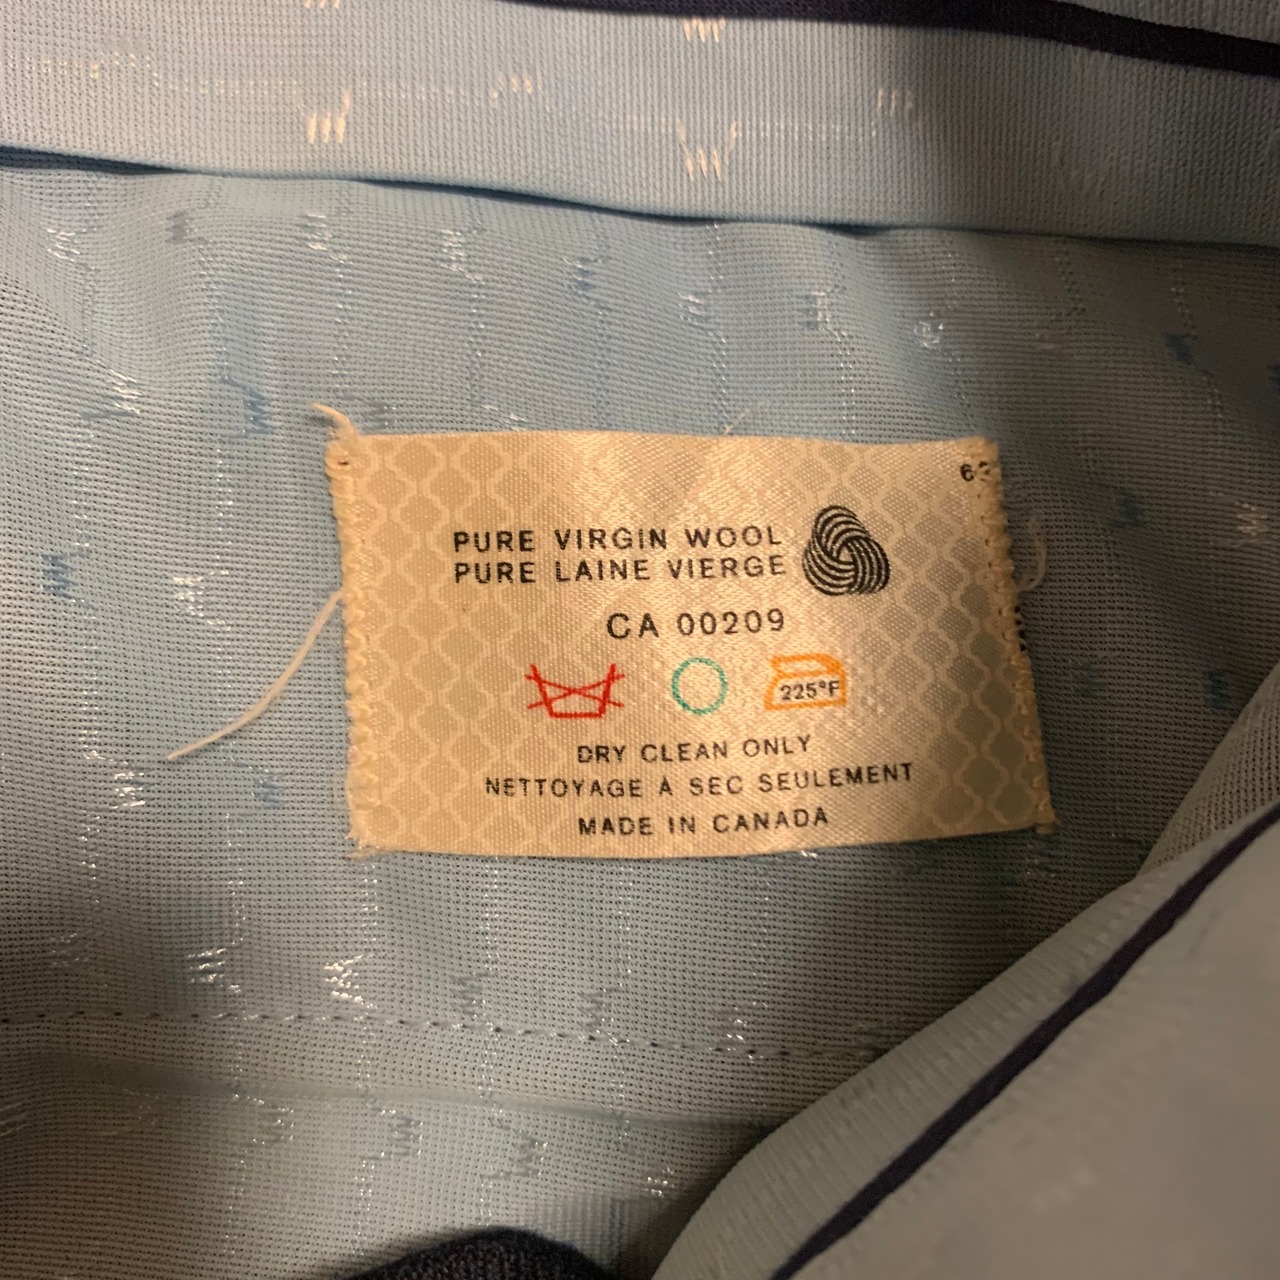 PURE VIRGIN WOOL
PURE LAINE VIERGE
CA 00209
225°F
DRY CLEAN ONLY
NETTOYAGE À SEC SEULEMENT
MADE IN CANADA